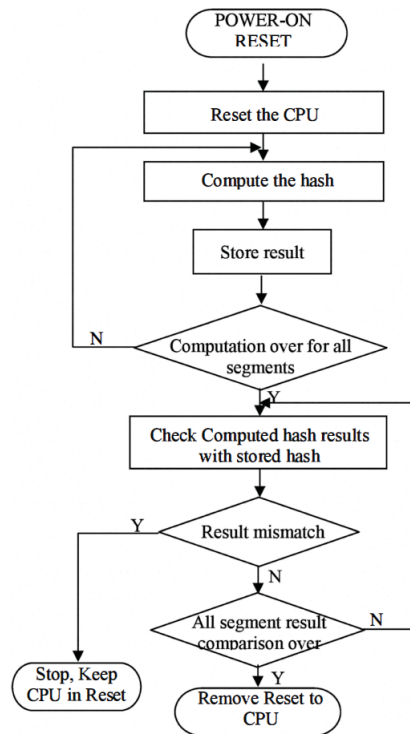 POWER-ON
RESET
Reset the CPU
Compute the hash
Store result
N
Computation over for all
segments
Y
Check Computed hash results
with stored hash
Y
Result mismatch
N
All segment result
comparison over
N
Stop, Keep
CPU in Reset
Y
Remove Reset to
CPU